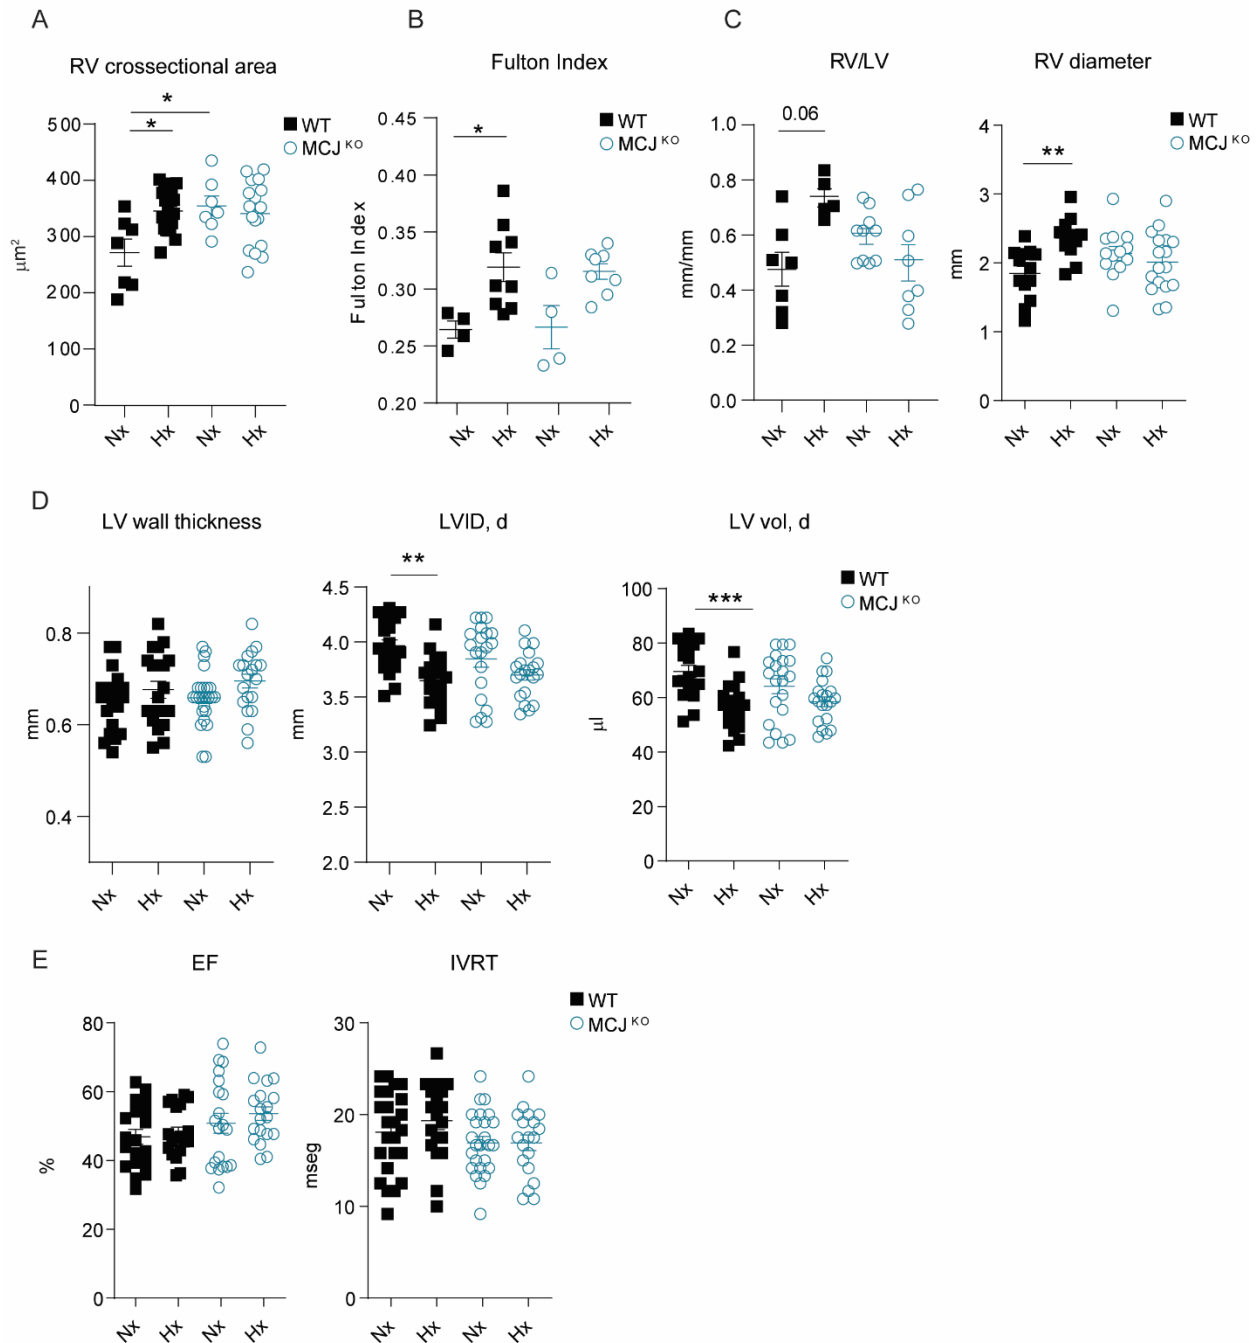 A
B
C
RV crossectional area
Fulton Index
RV/LV
RV diameter
*
*
WT
MCJ KO
500
400
300
200
100
0
μm²
Nx
Hx
Nx
Hx
*
WT
MCJ KO
0.45
0.40
0.35
0.30
0.25
0.20
Fulton Index
Nx
Hx
Nx
Hx
0.06
1.0
0.8
0.6
0.4
0.2
0.0
mm/mm
Nx
Hx
Nx
Hx
**
WT
MCJ KO
4
3
2
1
0
mm
Nx
Hx
Nx
Hx
D
LV wall thickness
LVID, d
LV vol, d
0.8
0.6
0.4
mm
Nx
Hx
Nx
Hx
**
4.5
4.0
3.5
3.0
2.5
2.0
mm
Nx
Hx
Nx
Hx
***
WT
MCJ KO
100
80
60
40
20
0
μl
Nx
Hx
Nx
Hx
E
EF
IVRT
80
60
40
20
0
%
Nx
Hx
Nx
Hx
WT
MCJ KO
30
20
10
0
mseg
Nx
Hx
Nx
Hx